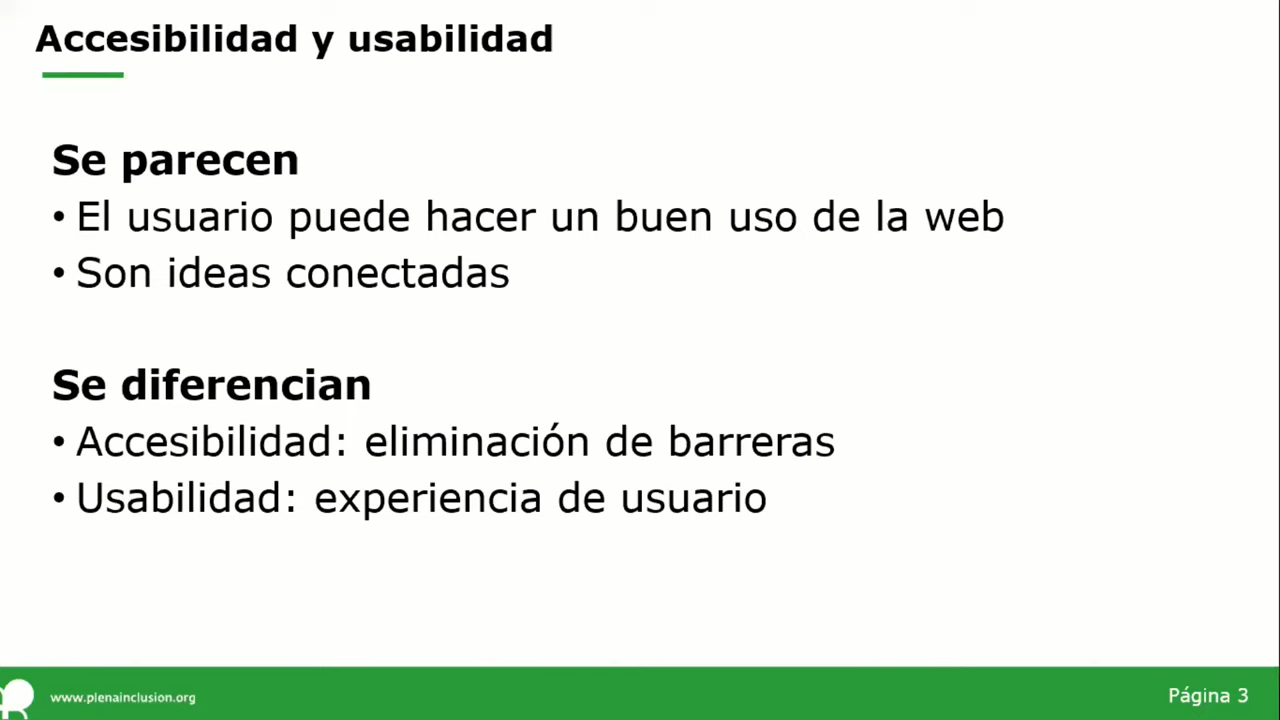 Accesibilidad y usabilidad
Se parecen
• El usuario puede hacer un buen uso de la web
• Son ideas conectadas
Se diferencian
• Accesibilidad: eliminación de barreras
• Usabilidad: experiencia de usuario
www.plenainclusion.org
Página 3